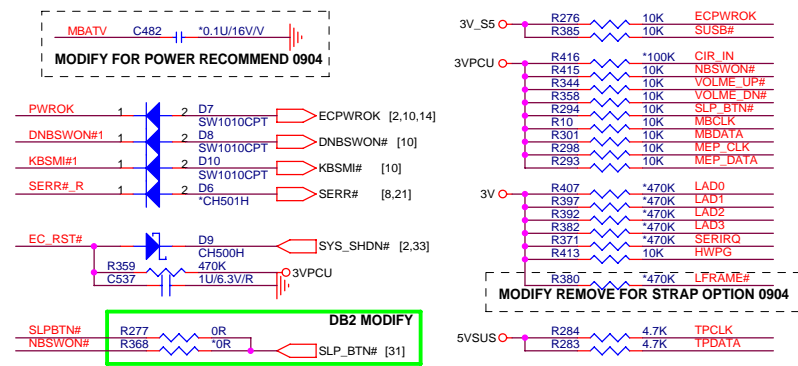 MBATV C482 *0.1U/16V/V
MODIFY FOR POWER RECOMMEND 0904
PWROK 1 2 D7 SW1010CPT ECPWROK [2,10,14]
DNBSWON#1 1 2 D8 SW1010CPT DNBSWON# [10]
KBSMI#1 1 2 D10 SW1010CPT KBSMI# [10]
SERR#_R 1 2 D6 *CH501H SERR# [8,21]
EC_RST# D9 CH500H SYS_SHDN# [2,33]
R359 470K 3VPCU
C537 1U/6.3V/R
DB2 MODIFY
SLPBTN# R277 0R
NBSWON# R368 *0R SLP_BTN# [31]
3V_S5 R276 10K ECPWROK
R385 10K SUSB#
3VPCU R416 *100K CIR_IN
R415 10K NBSWON#
R344 10K VOLME_UP#
R358 10K VOLME_DN#
R294 10K SLP_BTN#
R10 10K MBCLK
R301 10K MBDATA
R298 10K MEP_CLK
R293 10K MEP_DATA
3V R407 *470K LAD0
R397 *470K LAD1
R392 *470K LAD2
R382 *470K LAD3
R371 *470K SERIRQ
R413 10K HWPG
R380 *470K LFRAME#
MODIFY REMOVE FOR STRAP OPTION 0904
5VSUS R284 4.7K TPCLK
R283 4.7K TPDATA